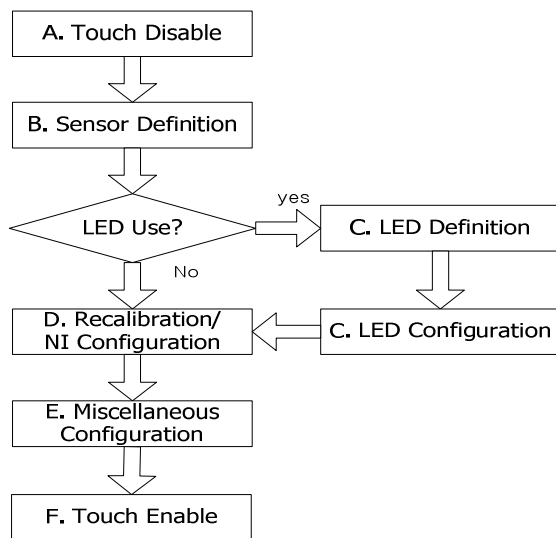 A. Touch Disable
B. Sensor Definition
LED Use?
yes
C. LED Definition
No
D. Recalibration/
NI Configuration
C. LED Configuration
E. Miscellaneous
Configuration
F. Touch Enable